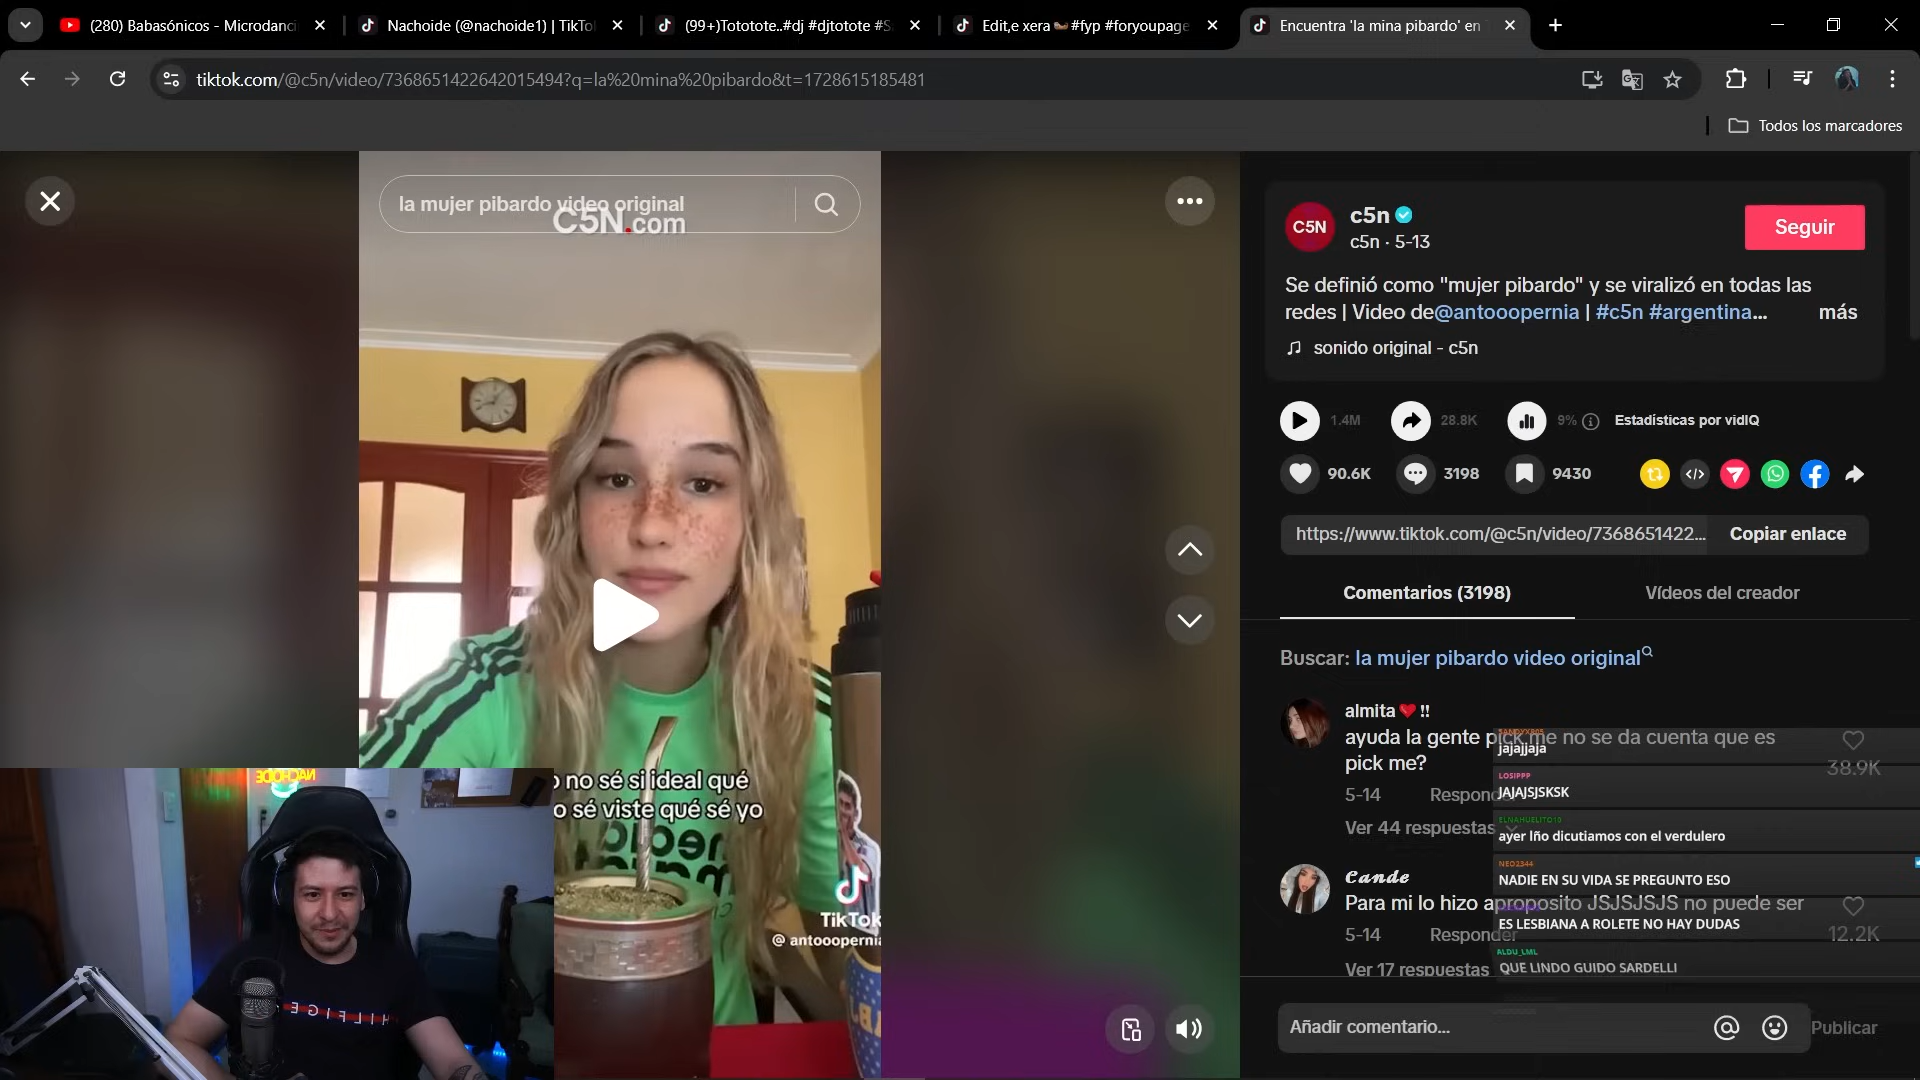 (280) Babasónicos - Microdanci
Nachoide (@nachoide1) | TikTo
(99+)Tototote..#dj #djtotote #S
Edit,e xera #fyp #foryoupage
Encuentra 'la mina pibardo' en
tiktok.com/@c5n/video/7368651422642015494?q=la%20mina%20pibardo&t=1728615185481
Todos los marcadores
la mujer pibardo video original
C5N.com
no sé si ideal qué
o sé viste qué sé yo
TikTok
@ antooopernia
NACHOIDE
HILFIGE
C5N
c5n
c5n · 5-13
Seguir
Se definió como "mujer pibardo" y se viralizó en todas las
redes | Video de@antooopernia | #c5n #argentina...
más
sonido original - c5n
1.4M
28.8K
9%
Estadísticas por vidIQ
90.6K
3198
9430
https://www.tiktok.com/@c5n/video/7368651422...
Copiar enlace
Comentarios (3198)
Vídeos del creador
Buscar: la mujer pibardo video original
almita❤️ !!
ayuda la gente pick me no se da cuenta que es
pick me?
38.9K
5-14
Responder
Ver 44 respuestas
Cande
Para mi lo hizo aproposito JSJSJSJS no puede ser
12.2K
5-14
Responder
Ver 17 respuestas
jajajjaja
LOSIPPP
JAJAJSJSKSK
ELNAHUELITO10
ayer lño dicutiamos con el verdulero
NEO2344
NADIE EN SU VIDA SE PREGUNTO ESO
ES LESBIANA A ROLETE NO HAY DUDAS
ALDU_LML
QUE LINDO GUIDO SARDELLI
Añadir comentario...
Publicar